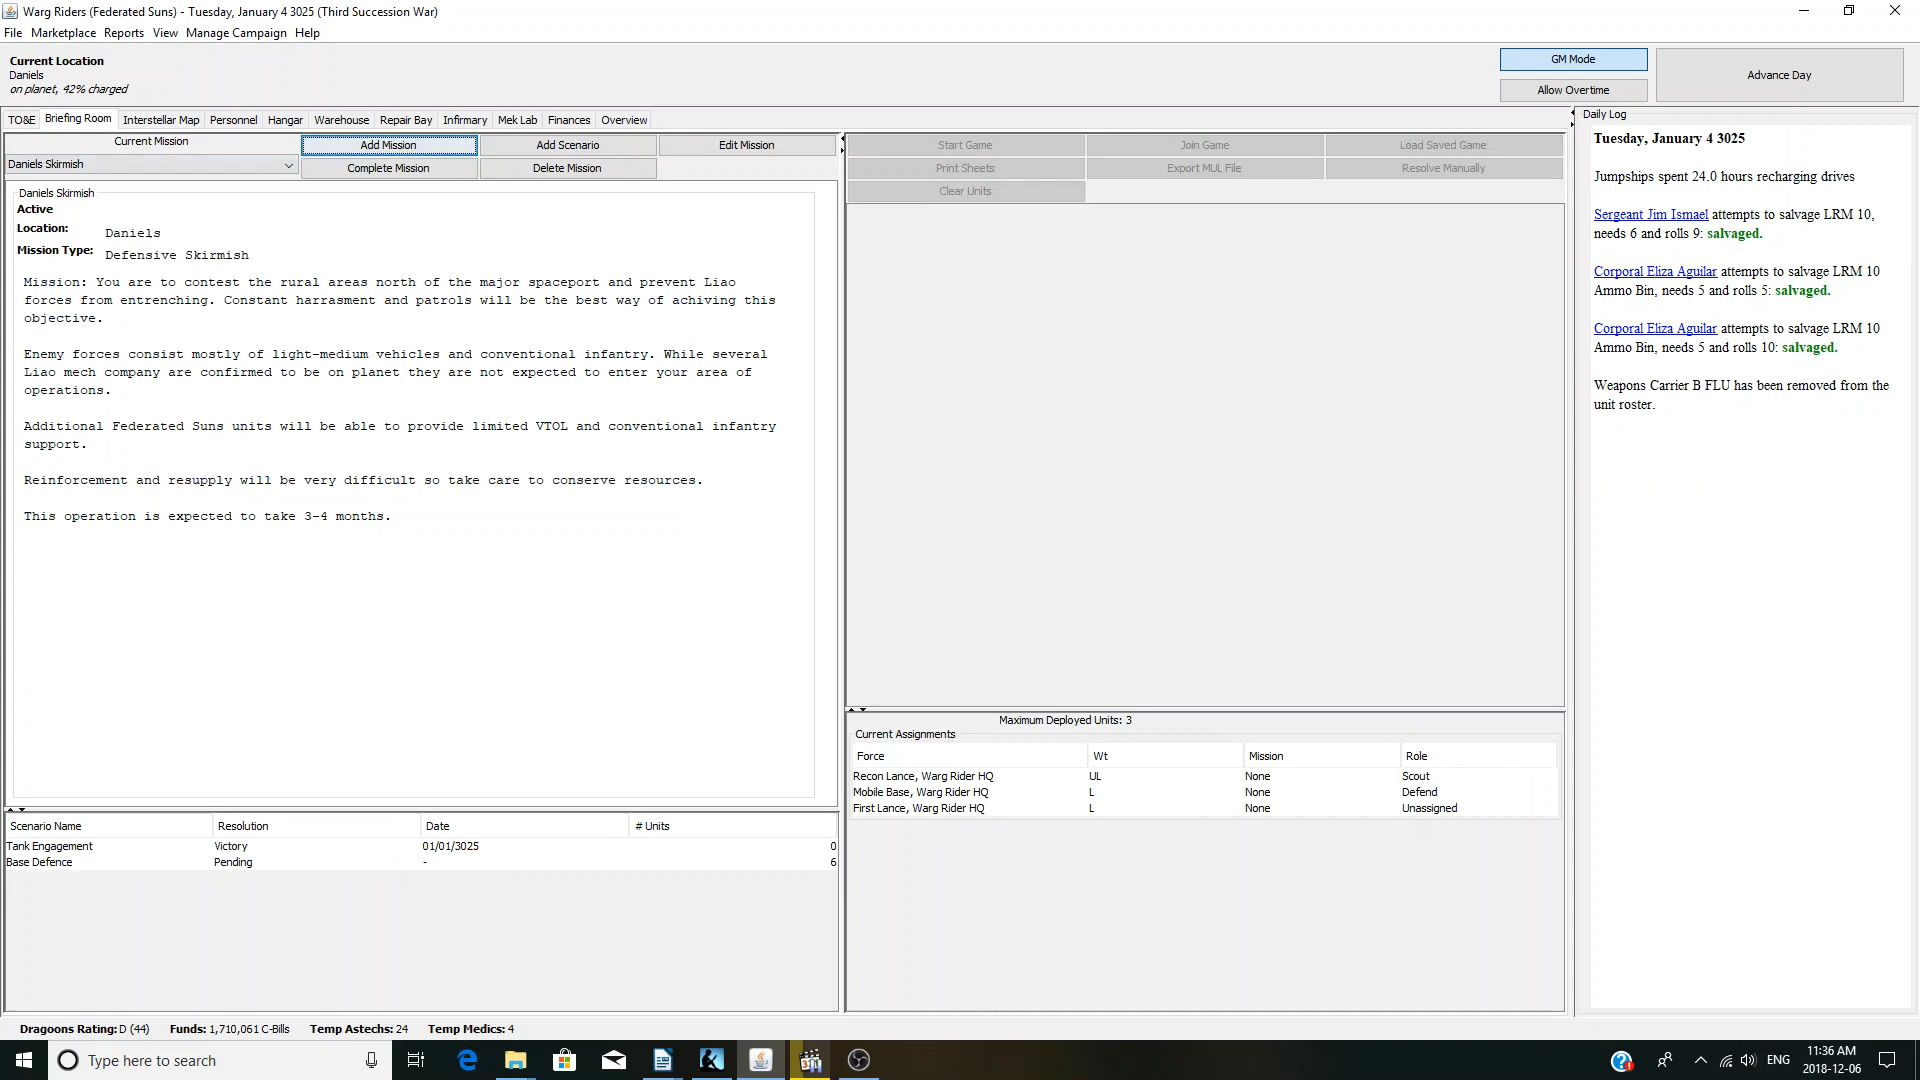 Warg Riders (Federated Suns) - Tuesday, January 4 3025 (Third Succession War)
File Marketplace Reports View Manage Campaign Help
Current Location
Daniels
on planet, 42% charged
GM Mode
Allow Overtime
Advance Day
TO&E Briefing Room Interstellar Map Personnel Hangar Warehouse Repair Bay Infirmary Mek Lab Finances Overview
Current Mission
Daniels Skirmish
Add Mission Add Scenario Edit Mission
Complete Mission Delete Mission
Daniels Skirmish
Active
Location: Daniels
Mission Type: Defensive Skirmish
Mission: You are to contest the rural areas north of the major spaceport and prevent Liao
forces from entrenching. Constant harrasment and patrols will be the best way of achiving this
objective.
Enemy forces consist mostly of light-medium vehicles and conventional infantry. While several
Liao mech company are confirmed to be on planet they are not expected to enter your area of
operations.
Additional Federated Suns units will be able to provide limited VTOL and conventional infantry
support.
Reinforcement and resupply will be very difficult so take care to conserve resources.
This operation is expected to take 3-4 months.
Scenario Name Resolution Date # Units
Tank Engagement Victory 01/01/3025 0
Base Defence Pending - 6
Start Game Join Game Load Saved Game
Print Sheets Export MUL File Resolve Manually
Clear Units
Maximum Deployed Units: 3
Current Assignments
Force Wt Mission Role
Recon Lance, Warg Rider HQ UL None Scout
Mobile Base, Warg Rider HQ L None Defend
First Lance, Warg Rider HQ L None Unassigned
Daily Log
Tuesday, January 4 3025
Jumpships spent 24.0 hours recharging drives
Sergeant Jim Ismael attempts to salvage LRM 10,
needs 6 and rolls 9: salvaged.
Corporal Eliza Aguilar attempts to salvage LRM 10
Ammo Bin, needs 5 and rolls 5: salvaged.
Corporal Eliza Aguilar attempts to salvage LRM 10
Ammo Bin, needs 5 and rolls 10: salvaged.
Weapons Carrier B FLU has been removed from the
unit roster.
Dragoons Rating: D (44) Funds: 1,710,061 C-Bills Temp Astechs: 24 Temp Medics: 4
Type here to search
ENG
11:36 AM
2018-12-06